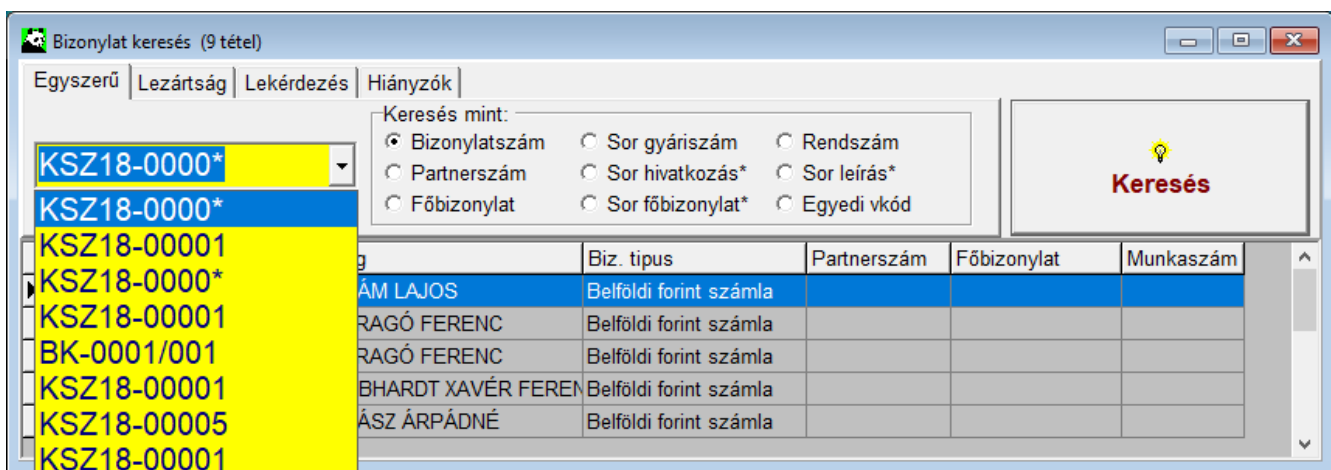 Bizonylat keresés (9 tétel)
Egyszerű Lezártság Lekérdezés Hiányzók
Keresés mint:
Bizonylatszám Sor gyáriszám Rendszám
Partnerszám Sor hivatkozás* Sor leírás*
Főbizonylat Sor főbizonylat* Egyedi vkód
KSZ18-0000*
Keresés
KSZ18-0000*
KSZ18-00001
KSZ18-0000*
KSZ18-00001
BK-0001/001
KSZ18-00001
KSZ18-00005
KSZ18-00001
g Biz. tipus Partnerszám Főbizonylat Munkaszám
ÁM LAJOS Belföldi forint számla
RAGÓ FERENC Belföldi forint számla
RAGÓ FERENC Belföldi forint számla
BHARDT XAVÉR FEREN Belföldi forint számla
ÁSZ ÁRPÁDNÉ Belföldi forint számla